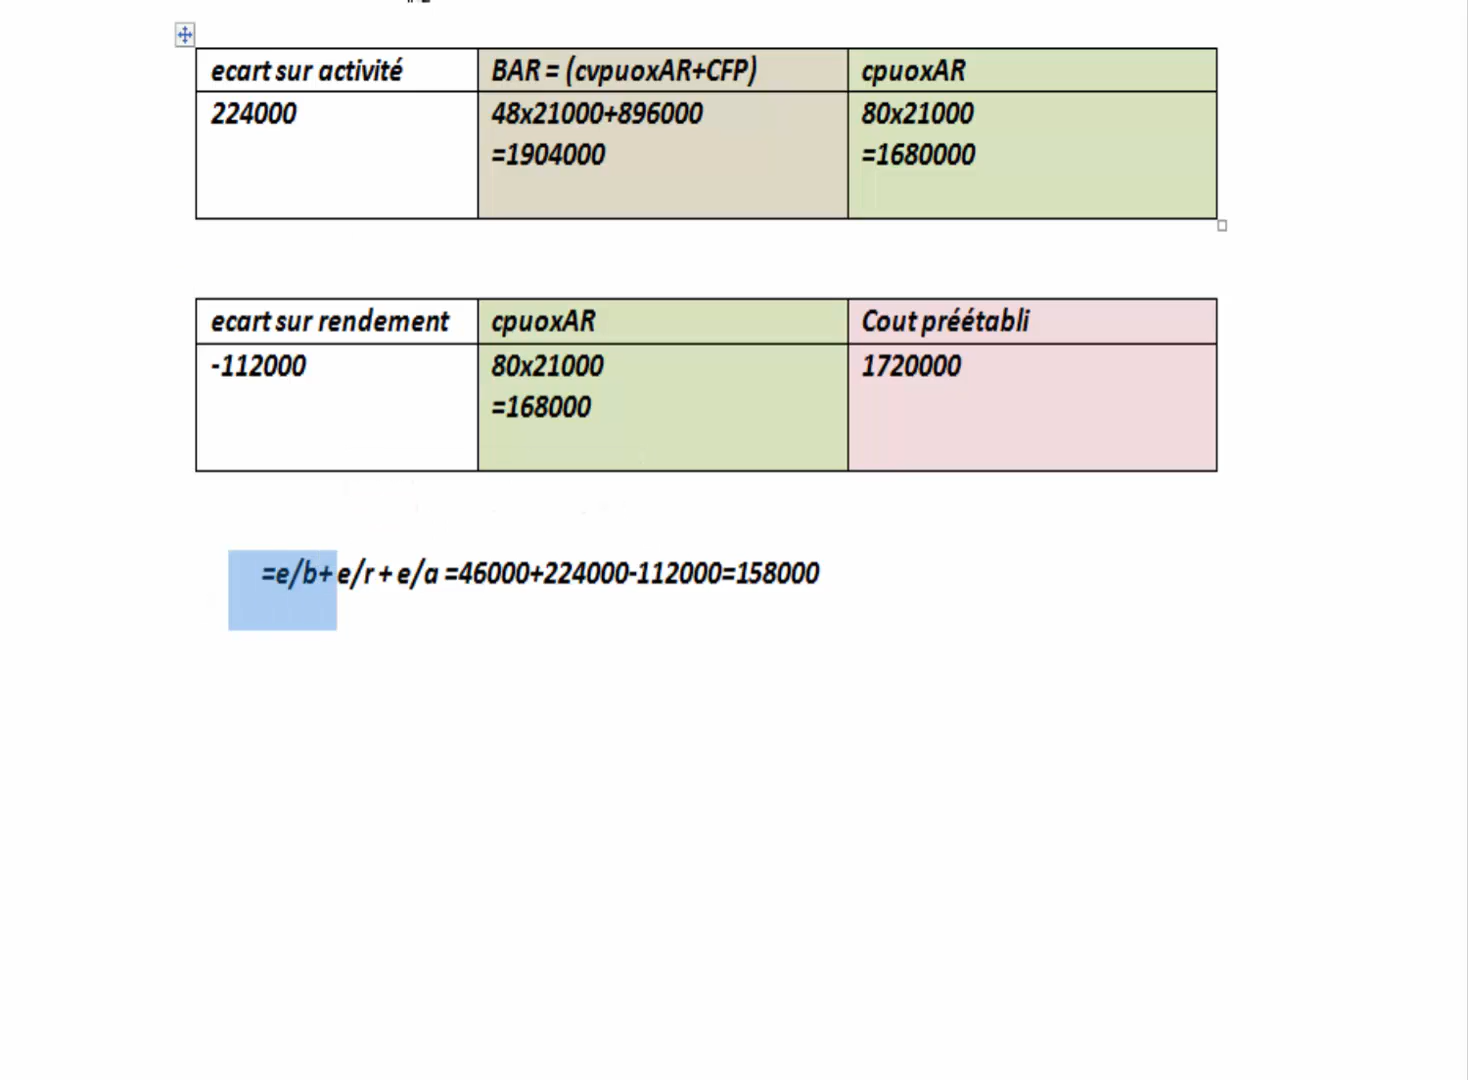 ecart sur activité BAR = (cvpuoxAR+CFP) cpuoxAR
224000 48x21000+896000 80x21000
=1904000 =1680000
ecart sur rendement cpuoxAR Cout préétabli
-112000 80x21000 1720000
=168000
=e/b+ e/r + e/a =46000+224000-112000=158000